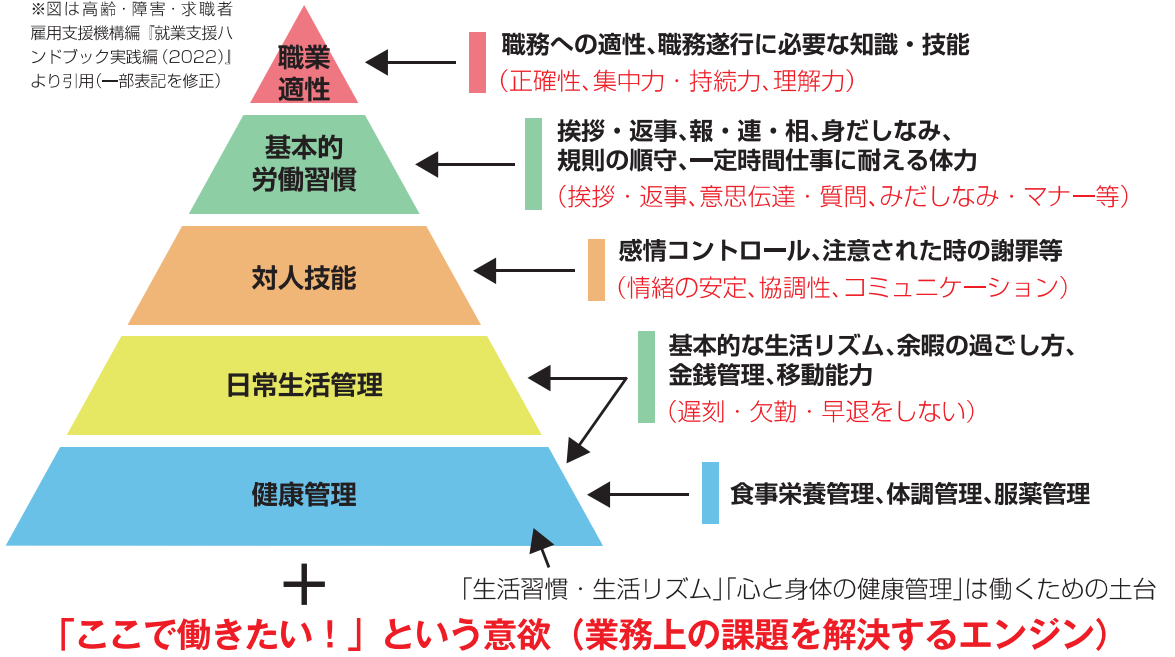 ※図は高齢・障害・求職者
雇用支援機構編『就業支援ハ
ンドブック実践編(2022)』
より引用(一部表記を修正)
職業
適性
職務への適性、職務遂行に必要な知識・技能
(正確性、集中力・持続力、理解力)
基本的
労働習慣
挨拶・返事、報・連・相、身だしなみ、
規則の順守、一定時間仕事に耐える体力
(挨拶・返事、意思伝達・質問、みだしなみ・マナー等)
対人技能
感情コントロール、注意された時の謝罪等
(情緒の安定、協調性、コミュニケーション)
日常生活管理
基本的な生活リズム、余暇の過ごし方、
金銭管理、移動能力
(遅刻・欠勤・早退をしない)
健康管理
食事栄養管理、体調管理、服薬管理
「生活習慣・生活リズム」「心と身体の健康管理」は働くための土台
+
「ここで働きたい!」という意欲(業務上の課題を解決するエンジン)